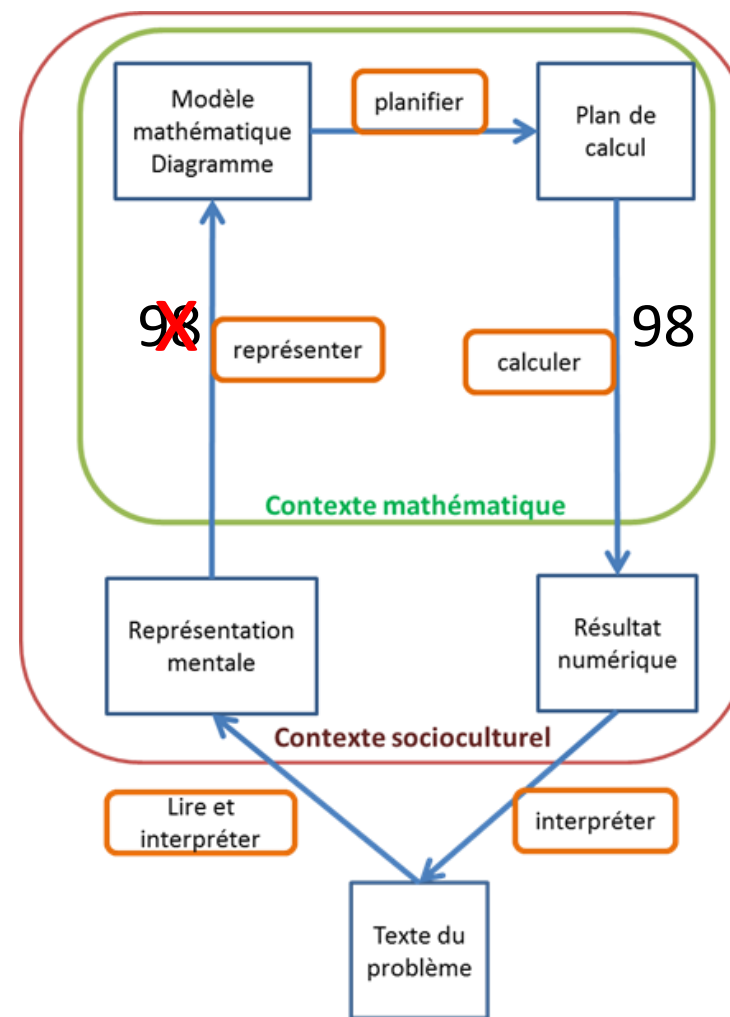 Modèle
mathématique
Diagramme
planifier
Plan de
calcul
98
X
représenter
calculer
98
Contexte mathématique
Représentation
mentale
Résultat
numérique
Contexte socioculturel
Lire et
interpréter
interpréter
Texte du
problème